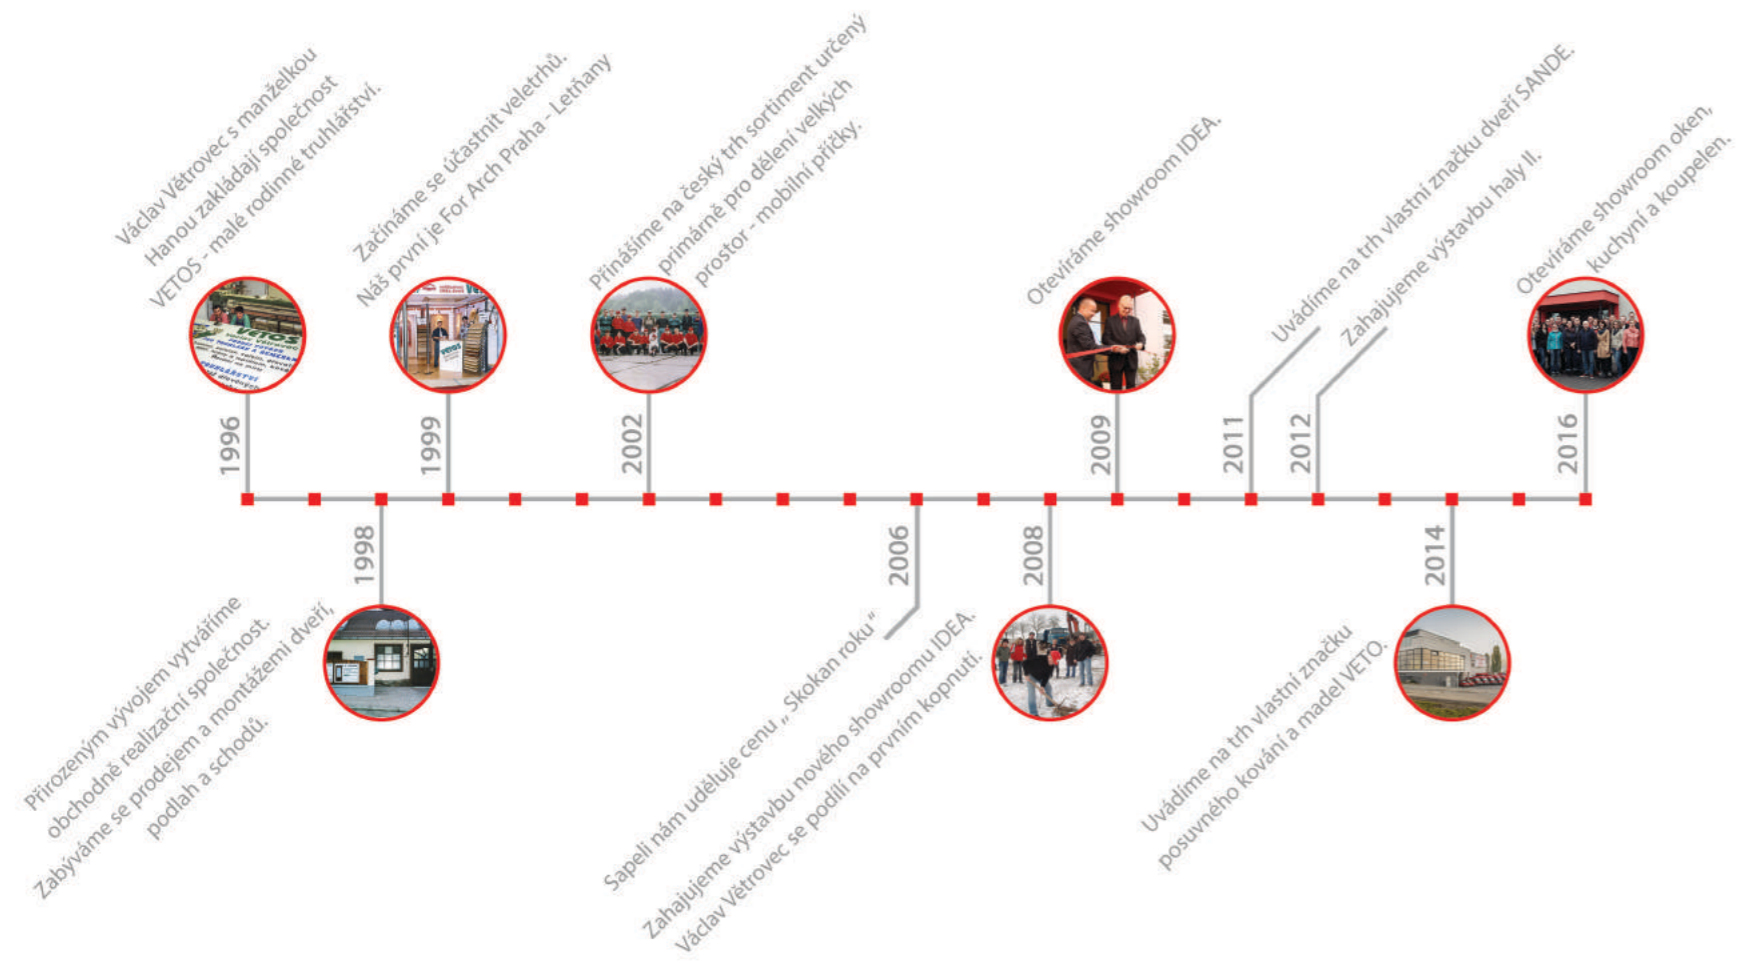 Václav Větrovec s manželkou
Hanou zakládají společnost
VETOS - malé rodinné truhlářství.
1996
Přirozeným vývojem vytváříme
obchodně realizační společnost.
Zabýváme se prodejem a montážemi dveří,
podlah a schodů.
1998
Začínáme se účastnit veletrhů.
Náš první je For Arch Praha - Letňany
1999
Přinášíme na český trh sortiment určený
primárně pro dělení velkých
prostor - mobilní příčky.
2002
Sapeli nám uděluje cenu „ Skokan roku“
2006
Zahajujeme výstavbu nového showroomu IDEA.
Václav Větrovec se podílí na prvním kopnutí.
2008
Otevíráme showroom IDEA.
2009
Uvádíme na trh vlastní značku dveří SANDE.
2011
Zahajujeme výstavbu haly II.
2012
Uvádíme na trh vlastní značku
posuvného kování a madel VETO.
2014
Otevíráme showroom oken,
kuchyní a koupelen.
2016
VETOS
TRUHLÁŘSTVÍ
VETOS